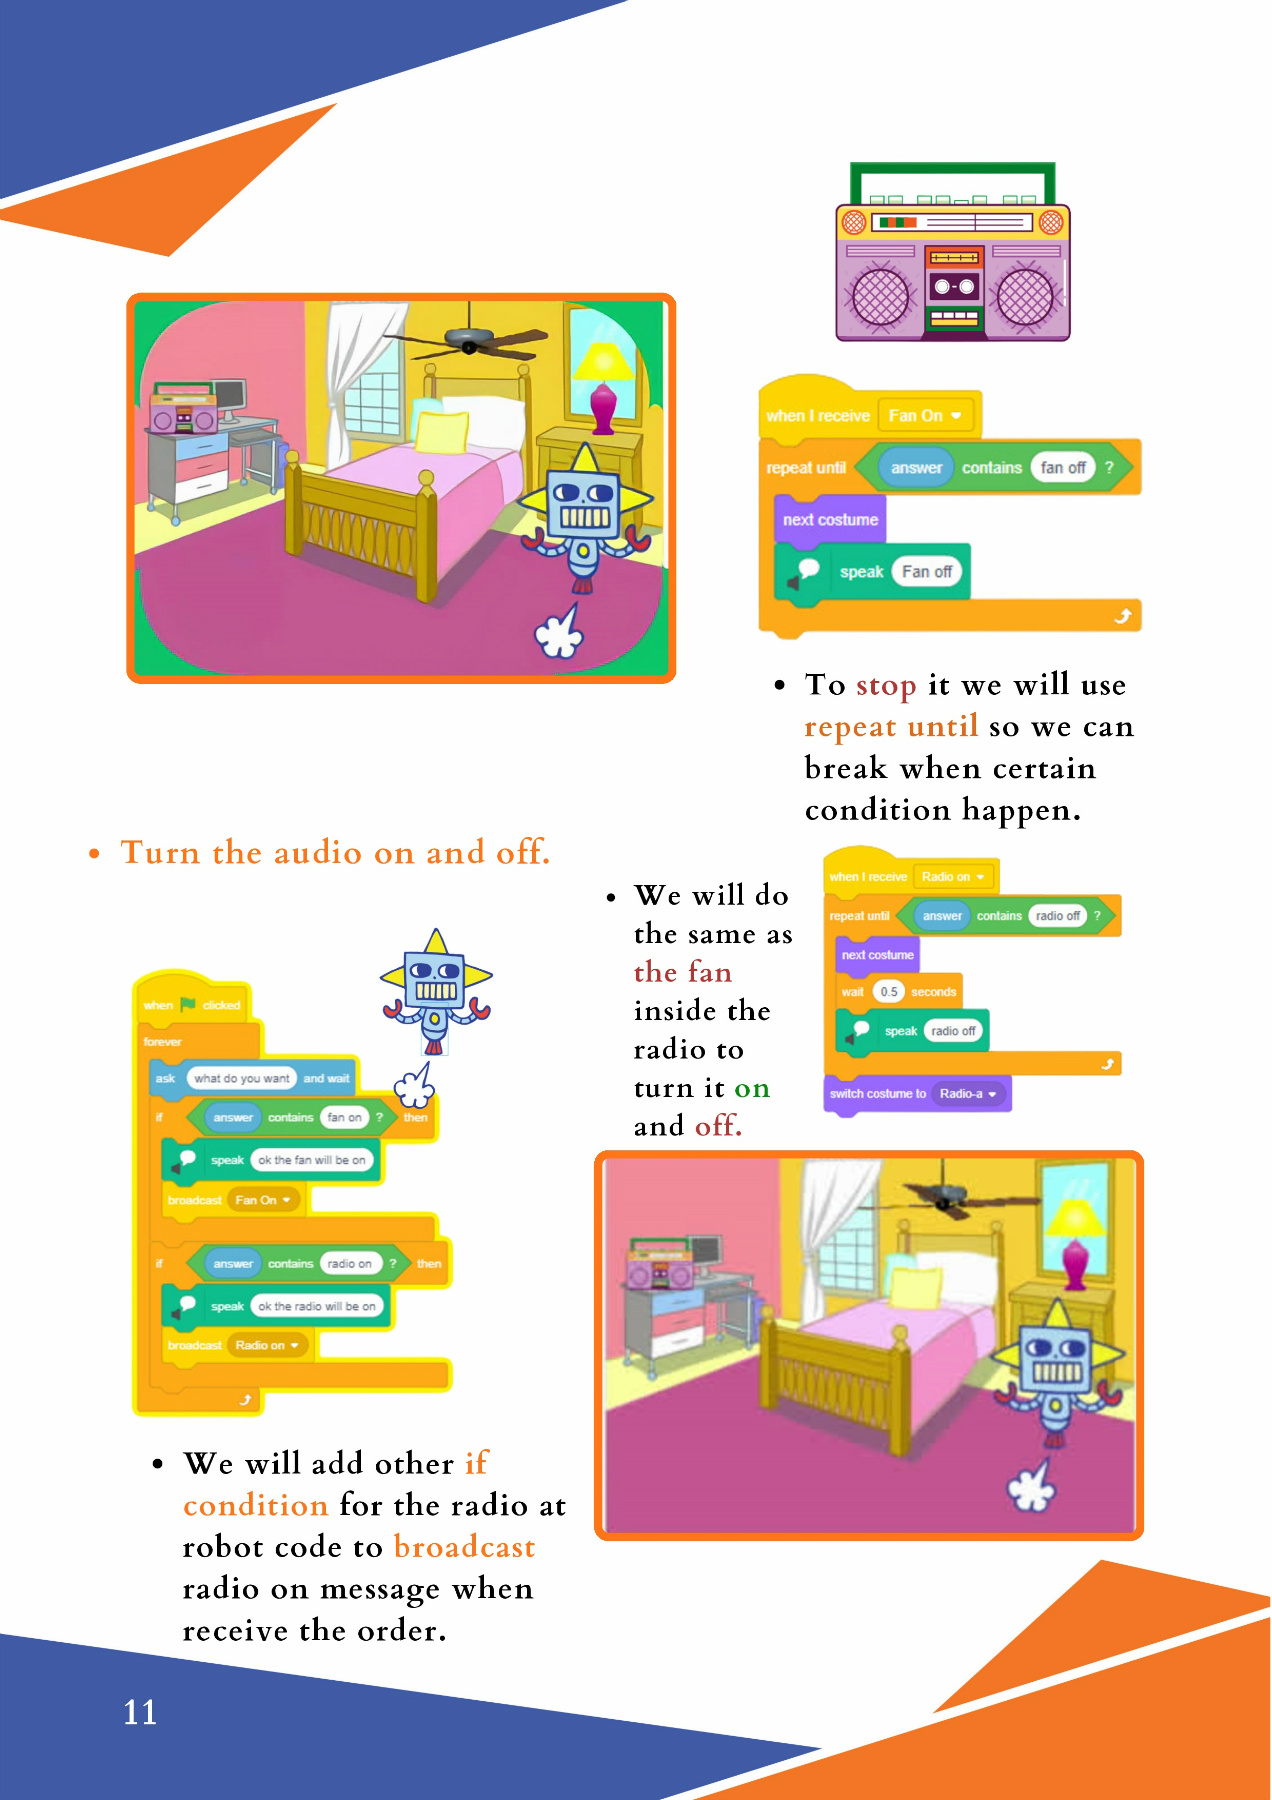 when I receive Fan On
repeat until answer contains fan off ?
next costume
speak Fan off
• To stop it we will use
repeat until so we can
break when certain
condition happen.
• Turn the audio on and off.
• We will do
the same as
the fan
inside the
radio to
turn it on
and off.
when I receive Radio on
repeat until answer contains radio off ?
next costume
wait 0.5 seconds
speak radio off
switch costume to Radio-a
when clicked
forever
ask what do you want and wait
if answer contains fan on ? then
speak ok the fan will be on
broadcast Fan On
if answer contains radio on ? then
speak ok the radio will be on
broadcast Radio on
• We will add other if
condition for the radio at
robot code to broadcast
radio on message when
receive the order.
11